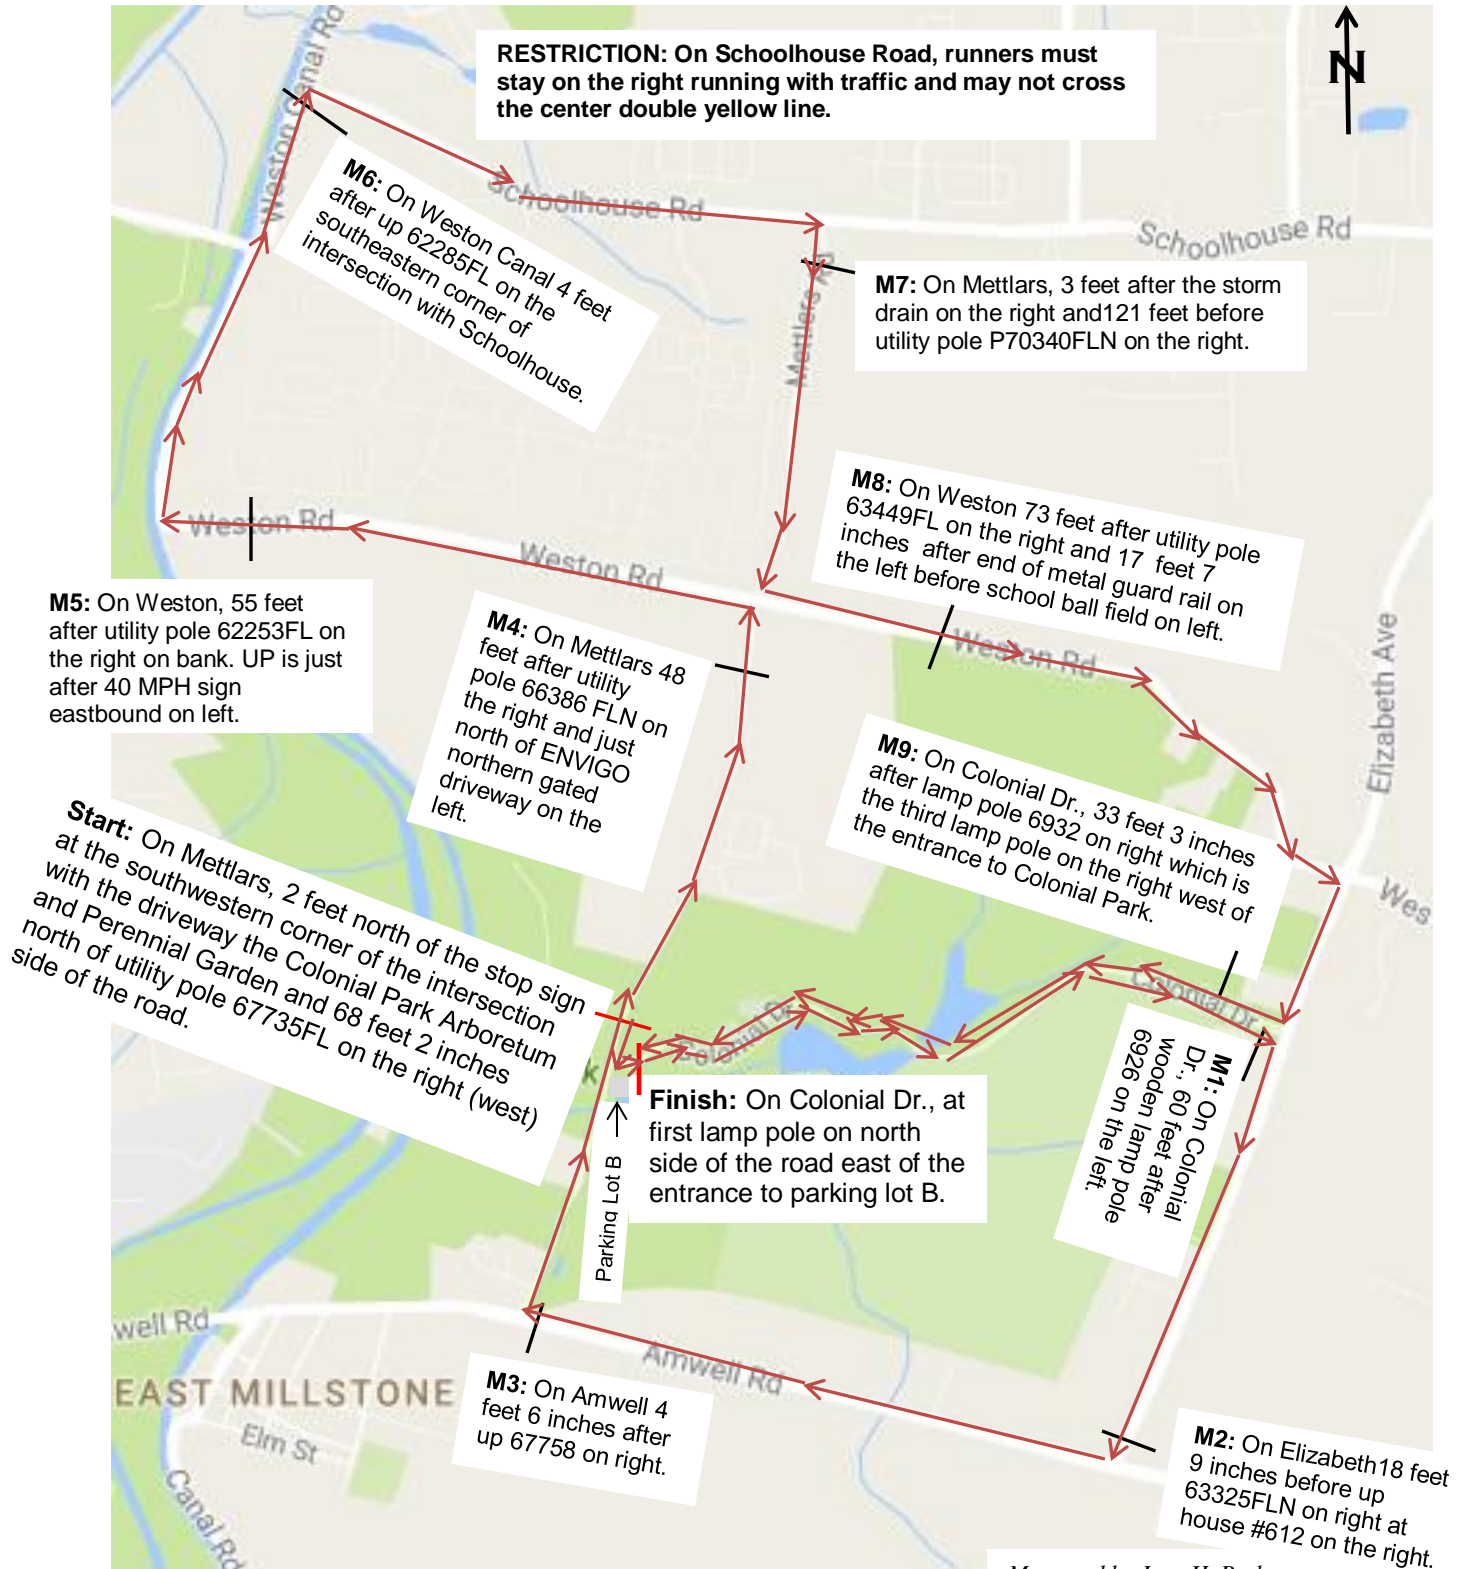 RESTRICTION: On Schoolhouse Road, runners must
stay on the right running with traffic and may not cross
the center double yellow line.
N
Weston Canal Rd
M6: On Weston Canal 4 feet
after up 62285FL on the
southeastern corner of
intersection with Schoolhouse.
Schoolhouse Rd
Schoolhouse Rd
Mettlers Rd
M7: On Mettlars, 3 feet after the storm
drain on the right and121 feet before
utility pole P70340FLN on the right.
M8: On Weston 73 feet after utility pole
63449FL on the right and 17 feet 7
inches after end of metal guard rail on
the left before school ball field on left.
Weston Rd
Weston Rd
Weston Rd
Elizabeth Ave
M5: On Weston, 55 feet
after utility pole 62253FL on
the right on bank. UP is just
after 40 MPH sign
eastbound on left.
M4: On Mettlars 48
feet after utility
pole 66386 FLN on
the right and just
north of ENVIGO
northern gated
driveway on the
left.
M9: On Colonial Dr., 33 feet 3 inches
after lamp pole 6932 on right which is
the third lamp pole on the right west of
the entrance to Colonial Park.
Wes
Start: On Mettlars, 2 feet north of the stop sign
at the southwestern corner of the intersection
with the driveway the Colonial Park Arboretum
and Perennial Garden and 68 feet 2 inches
north of utility pole 67735FL on the right (west)
side of the road.
Colonial Dr
Colonial Dr
k
M1: On Colonial
Dr., 60 feet after
wooden lamp pole
6926 on the left.
Finish: On Colonial Dr., at
first lamp pole on north
side of the road east of the
entrance to parking lot B.
Parking Lot B
well Rd
Amwell Rd
EAST MILLSTONE
Elm St
Canal Rd
M3: On Amwell 4
feet 6 inches after
up 67758 on right.
M2: On Elizabeth18 feet
9 inches before up
63325FLN on right at
house #612 on the right.